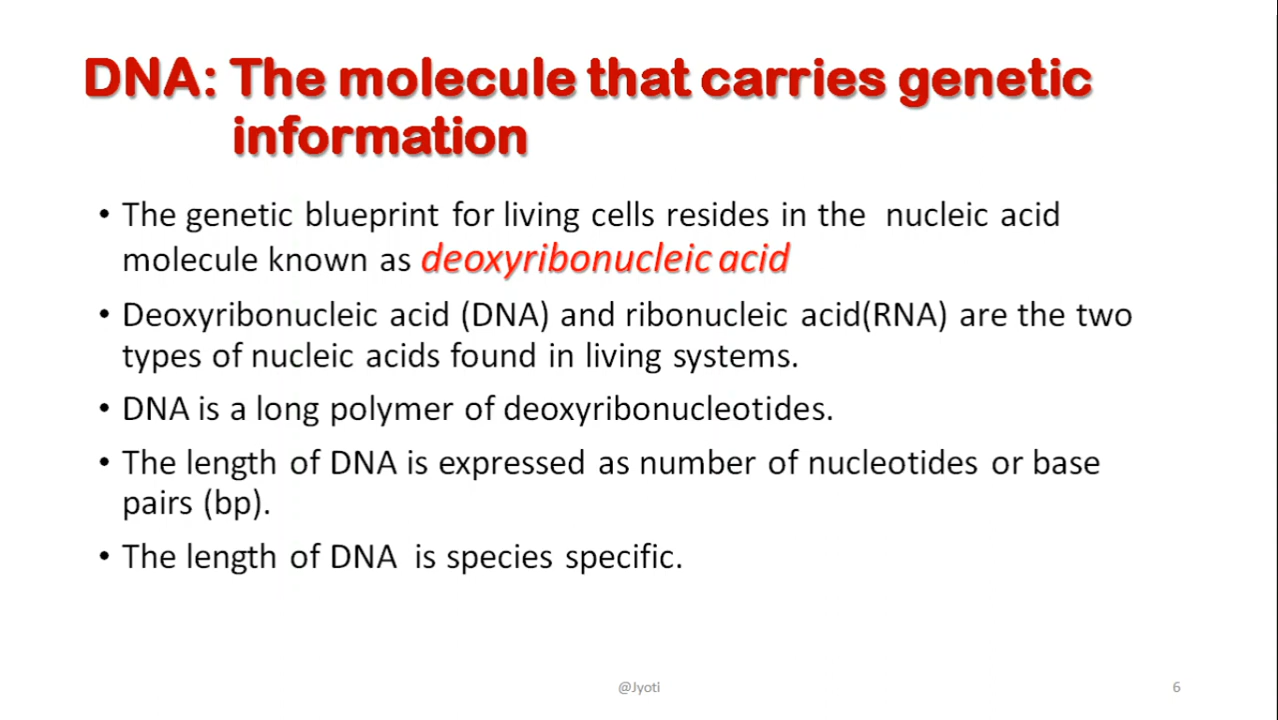 DNA: The molecule that carries genetic
information
• The genetic blueprint for living cells resides in the nucleic acid
molecule known as deoxyribonucleic acid
• Deoxyribonucleic acid (DNA) and ribonucleic acid(RNA) are the two
types of nucleic acids found in living systems.
• DNA is a long polymer of deoxyribonucleotides.
• The length of DNA is expressed as number of nucleotides or base
pairs (bp).
• The length of DNA is species specific.
@Jyoti
6